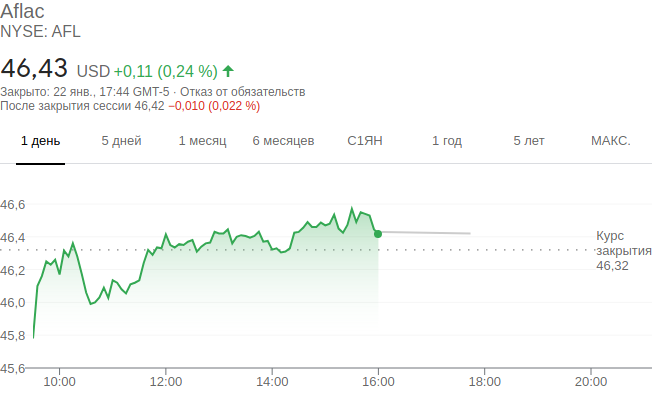 Aflac
NYSE: AFL
46,43 USD +0,11 (0,24 %)
Закрыто: 22 янв., 17:44 GMT-5 · Отказ от обязательств
После закрытия сессии 46,42 −0,010 (0,022 %)
1 день 5 дней 1 месяц 6 месяцев С1ЯН 1 год 5 лет МАКС.
46,6
46,4
46,2
46,0
45,8
45,6
Курс
закрытия
46,32
10:00 12:00 14:00 16:00 18:00 20:00